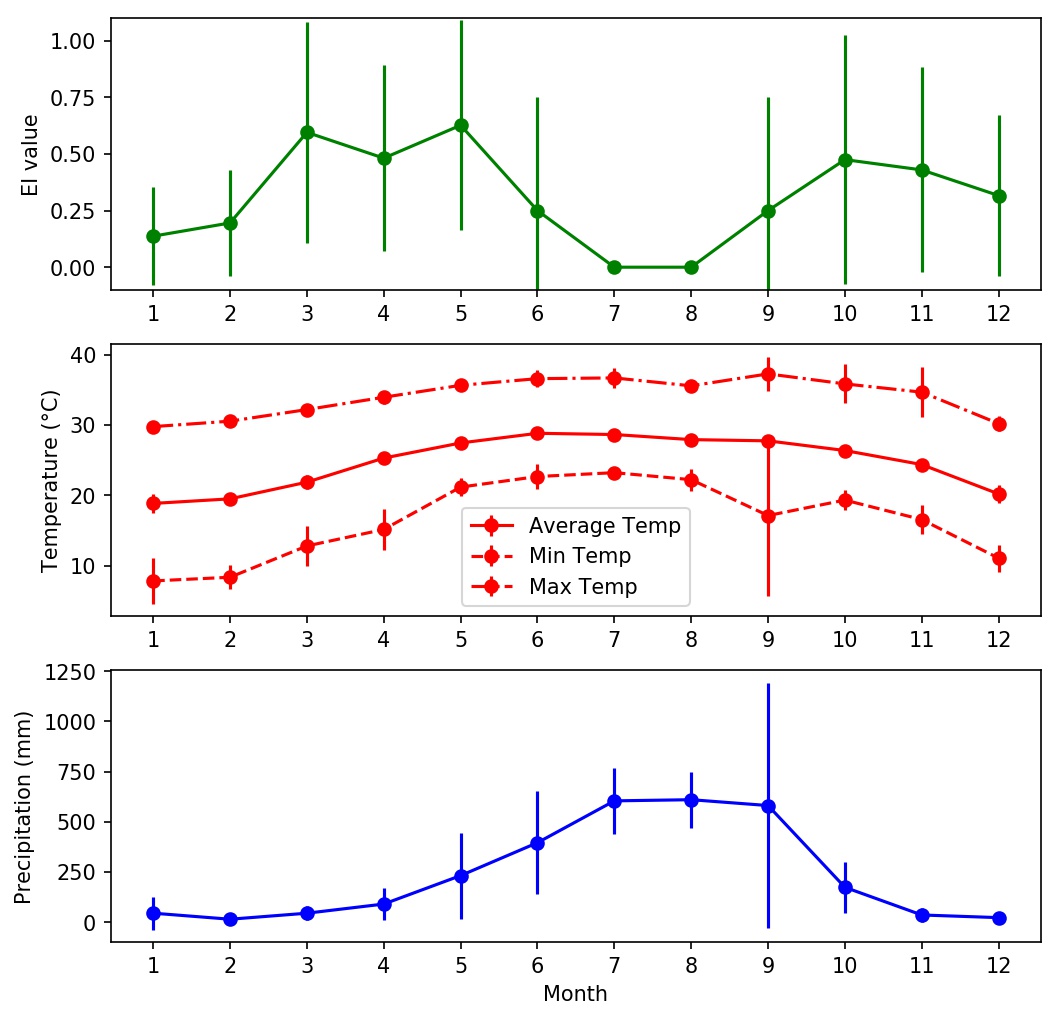 EI value
1.00
0.75
0.50
0.25
0.00
1 2 3 4 5 6 7 8 9 10 11 12
Temperature (°C)
40
30
20
10
Average Temp
Min Temp
Max Temp
1 2 3 4 5 6 7 8 9 10 11 12
Precipitation (mm)
1250
1000
750
500
250
0
1 2 3 4 5 6 7 8 9 10 11 12
Month